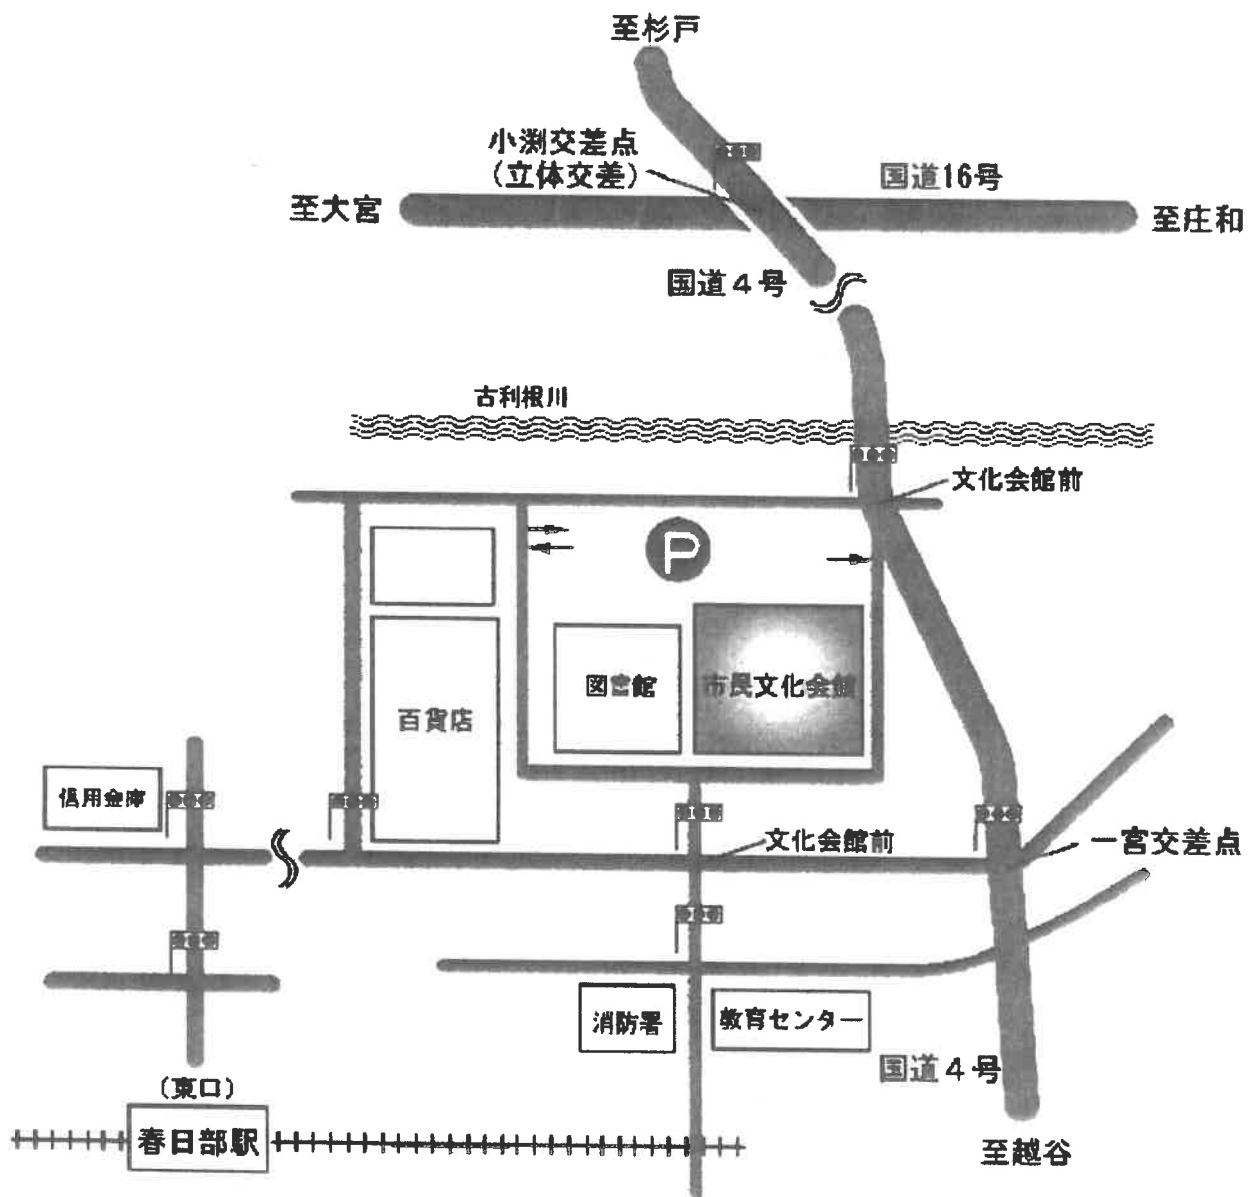 至杉戸
小渕交差点
(立体交差)
国道16号
至大宮
至庄和
国道4号
古利根川
文化会館前
P
図書館
市民文化会館
百貨店
信用金庫
文化会館前
一宮交差点
消防署
教育センター
国道4号
(東口)
春日部駅
至越谷